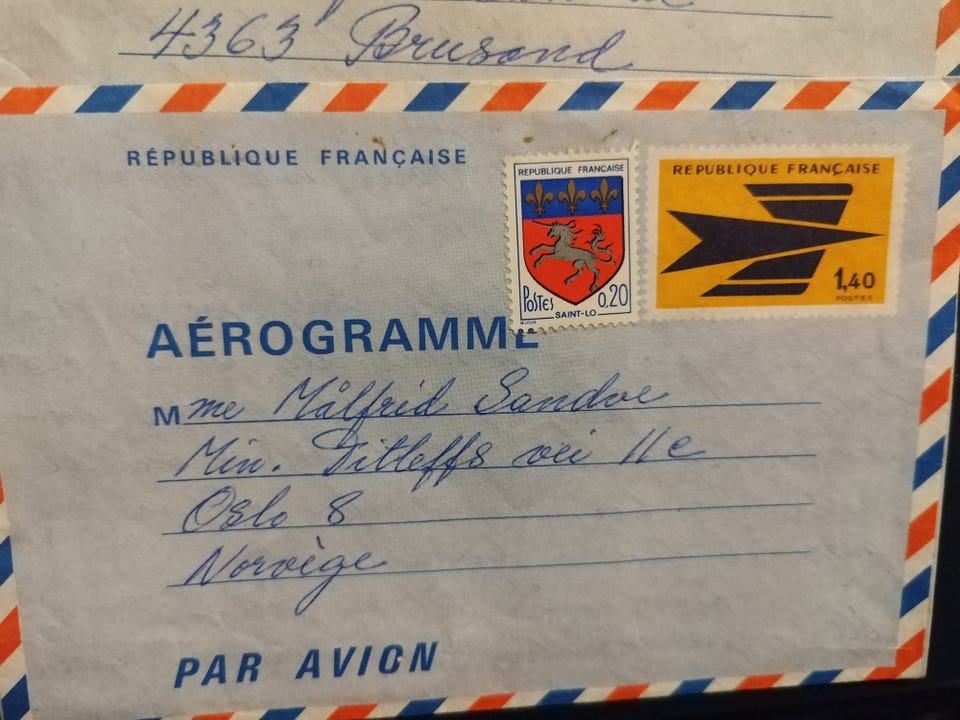 4363 Brusand
RÉPUBLIQUE FRANÇAISE
REPUBLIQUE FRANÇAISE
POSTES 0,20
SAINT-LO
REPUBLIQUE FRANÇAISE
1,40
POSTES
AÉROGRAMME
Mme Målfrid Sandve
Min. Ditleffs vei 11c
Oslo 8
Norvège
PAR AVION